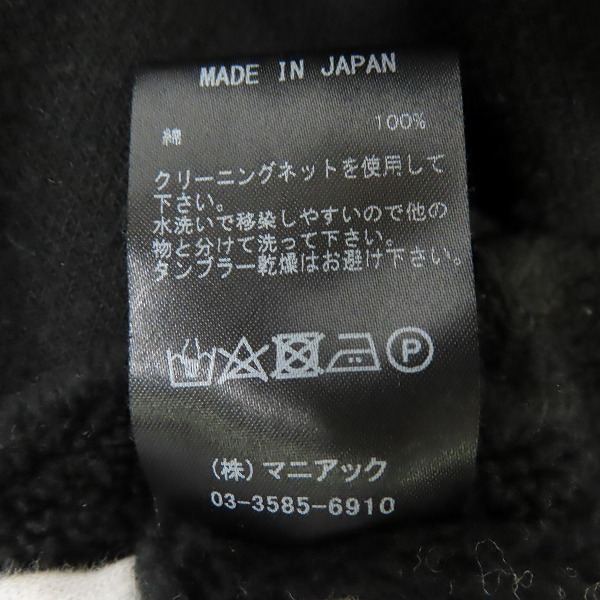 MADE IN JAPAN
綿 100%
クリーニングネットを使用して
下さい。
水洗いで移染しやすいので他の
物と分けて洗って下さい。
タンブラー乾燥はお避け下さい。
P
(株) マニアック
03-3585-6910